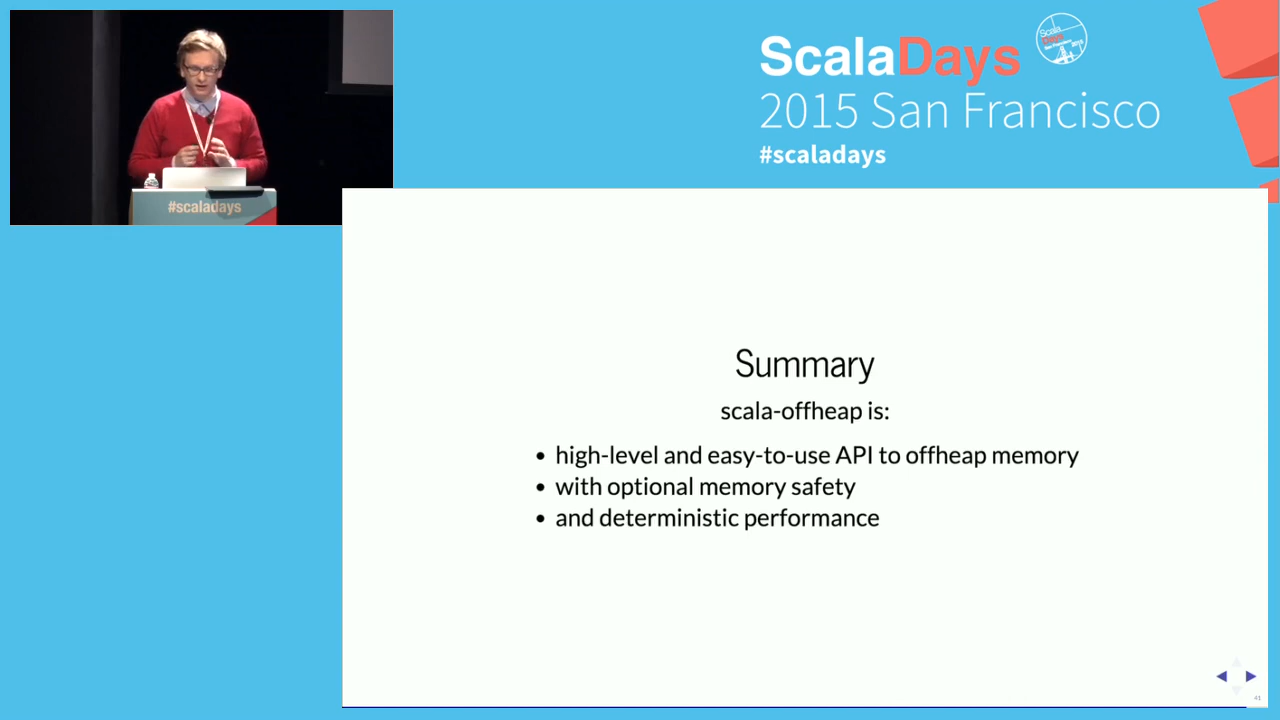 ScalaDays
2015 San Francisco
#scaladays
#scaladays
Summary
scala-offheap is:
• high-level and easy-to-use API to offheap memory
• with optional memory safety
• and deterministic performance
41